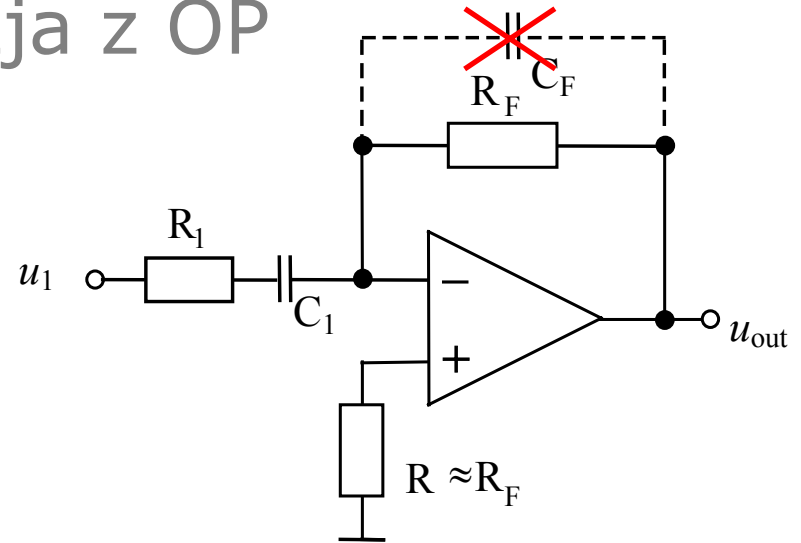 ja z OP
C_F
R_F
R_1
u_1
C_1
−
+
u_out
R ≈R_F